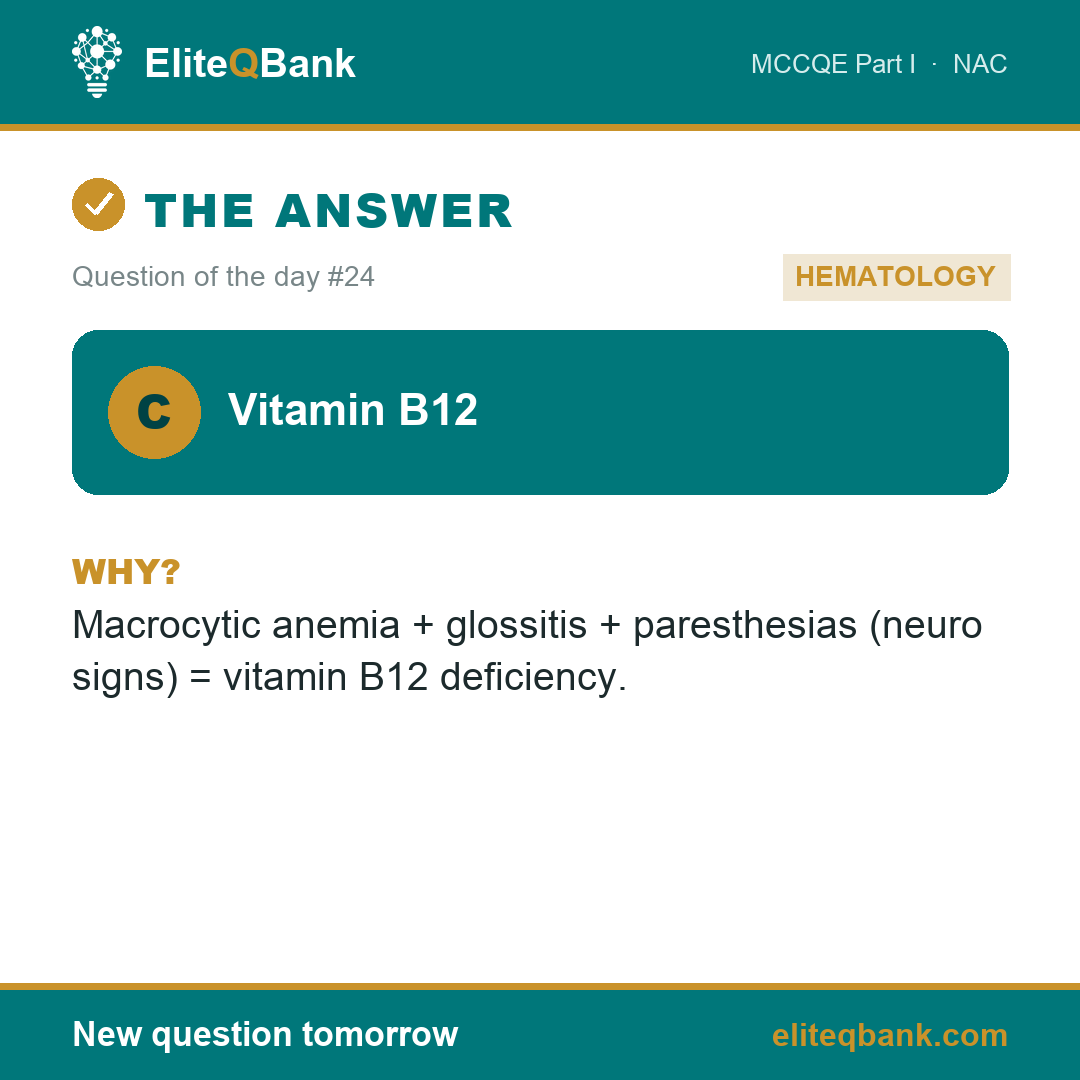 EliteQBank
MCCQE Part I · NAC
THE ANSWER
Question of the day #24
HEMATOLOGY
C
Vitamin B12
WHY?
Macrocytic anemia + glossitis + paresthesias (neuro
signs) = vitamin B12 deficiency.
New question tomorrow
eliteqbank.com